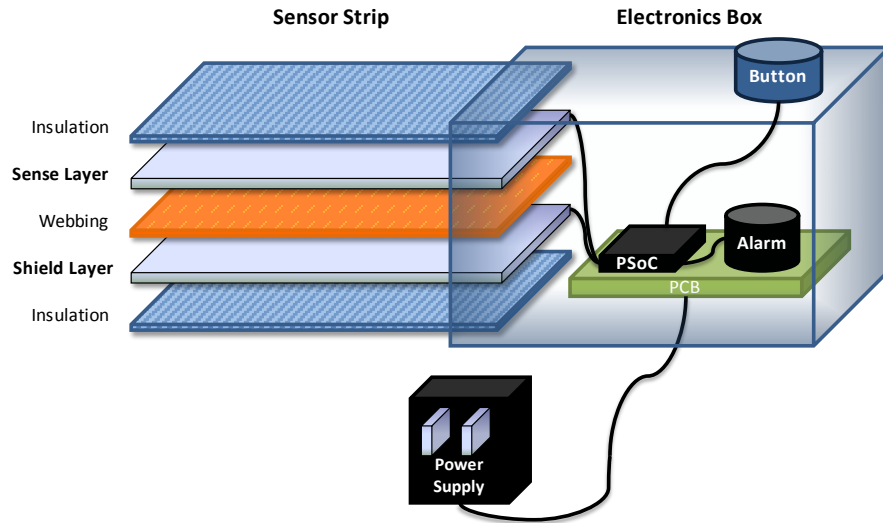 Sensor Strip
Electronics Box
Button
Insulation
Sense Layer
Webbing
Shield Layer
Insulation
Alarm
PSoC
PCB
Power
Supply